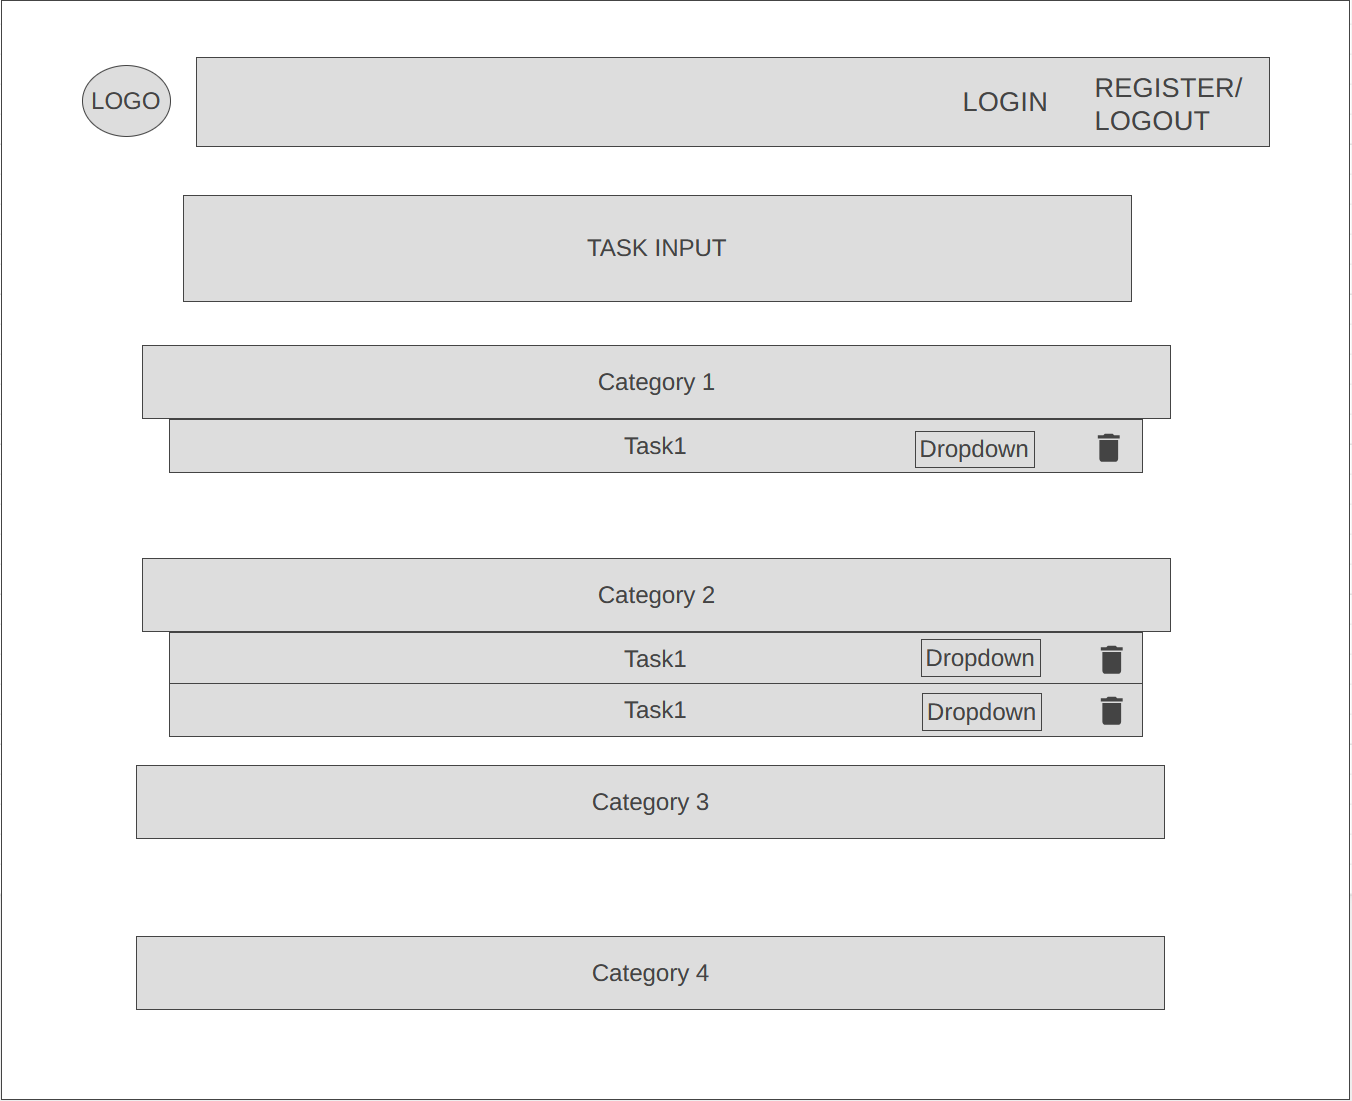 LOGO
LOGIN
REGISTER/
LOGOUT
TASK INPUT
Category 1
Task1
Dropdown
Category 2
Task1
Dropdown
Task1
Dropdown
Category 3
Category 4